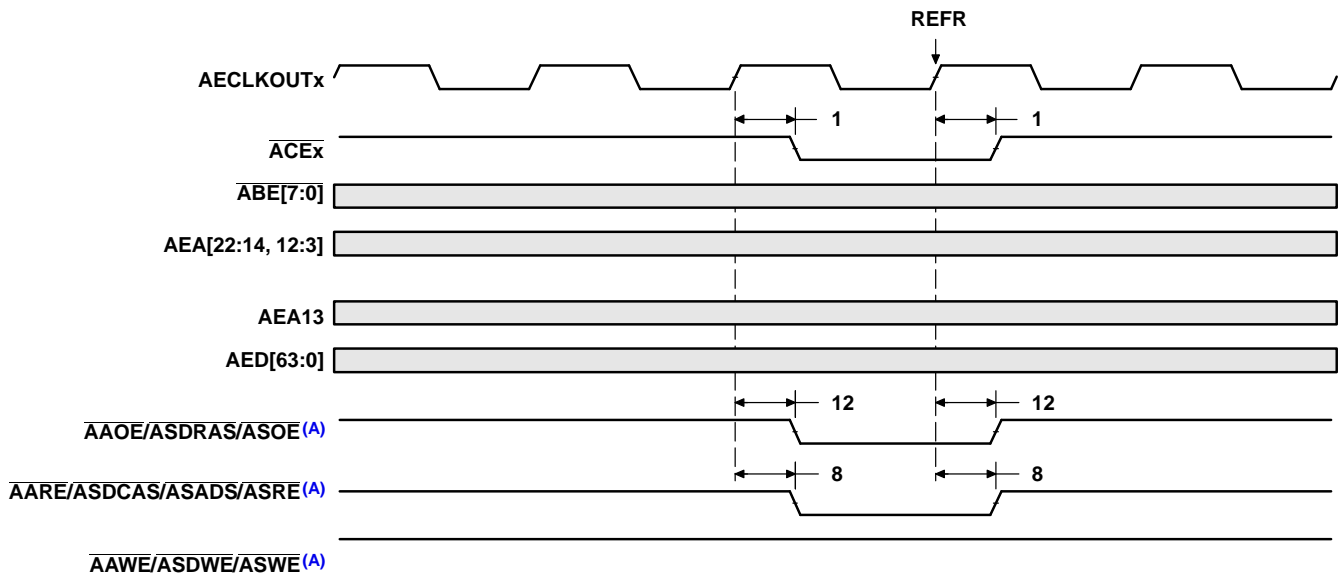 REFR
AECLKOUTx
1 1
ACEx
ABE[7:0]
AEA[22:14, 12:3]
AEA13
AED[63:0]
12 12
AAOE/ASDRAS/ASOE(A)
8 8
AARE/ASDCAS/ASADS/ASRE(A)
AAWE/ASDWE/ASWE(A)